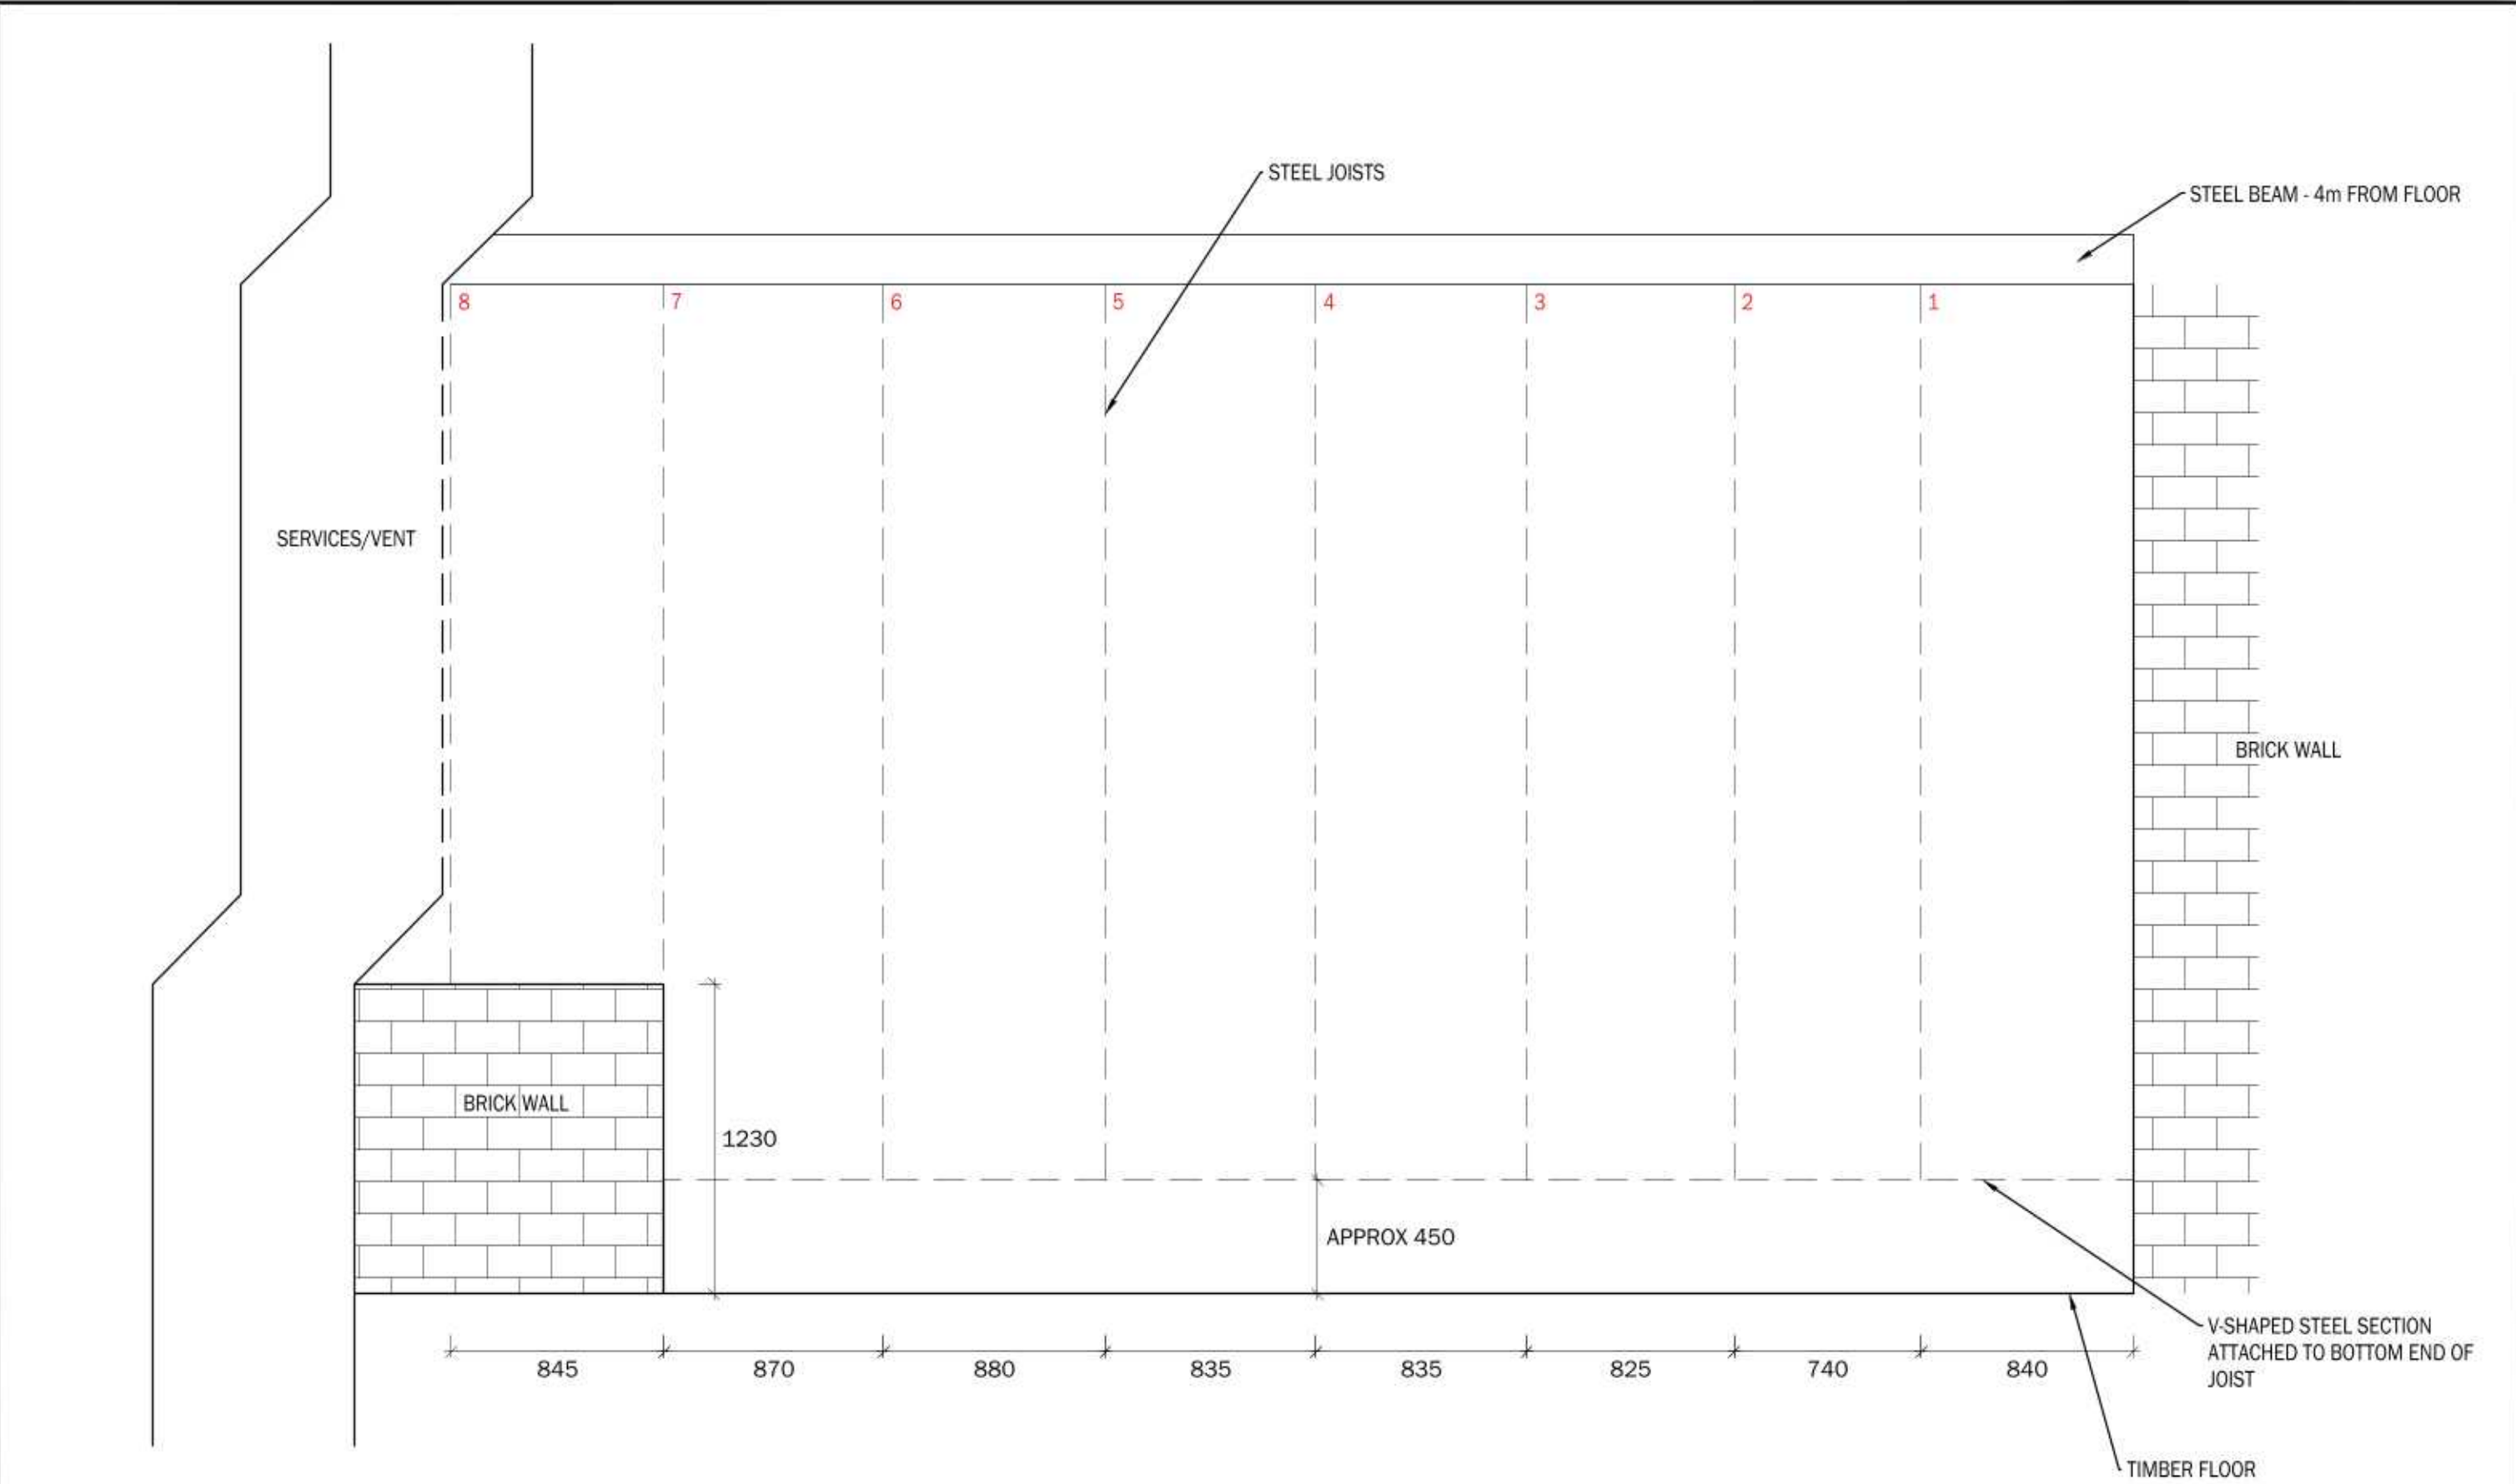 STEEL JOISTS
STEEL BEAM - 4m FROM FLOOR
8 7 6 5 4 3 2 1
SERVICES/VENT
BRICK WALL
BRICK WALL
1230
APPROX 450
V-SHAPED STEEL SECTION
ATTACHED TO BOTTOM END OF
JOIST
845 870 880 835 835 825 740 840
TIMBER FLOOR